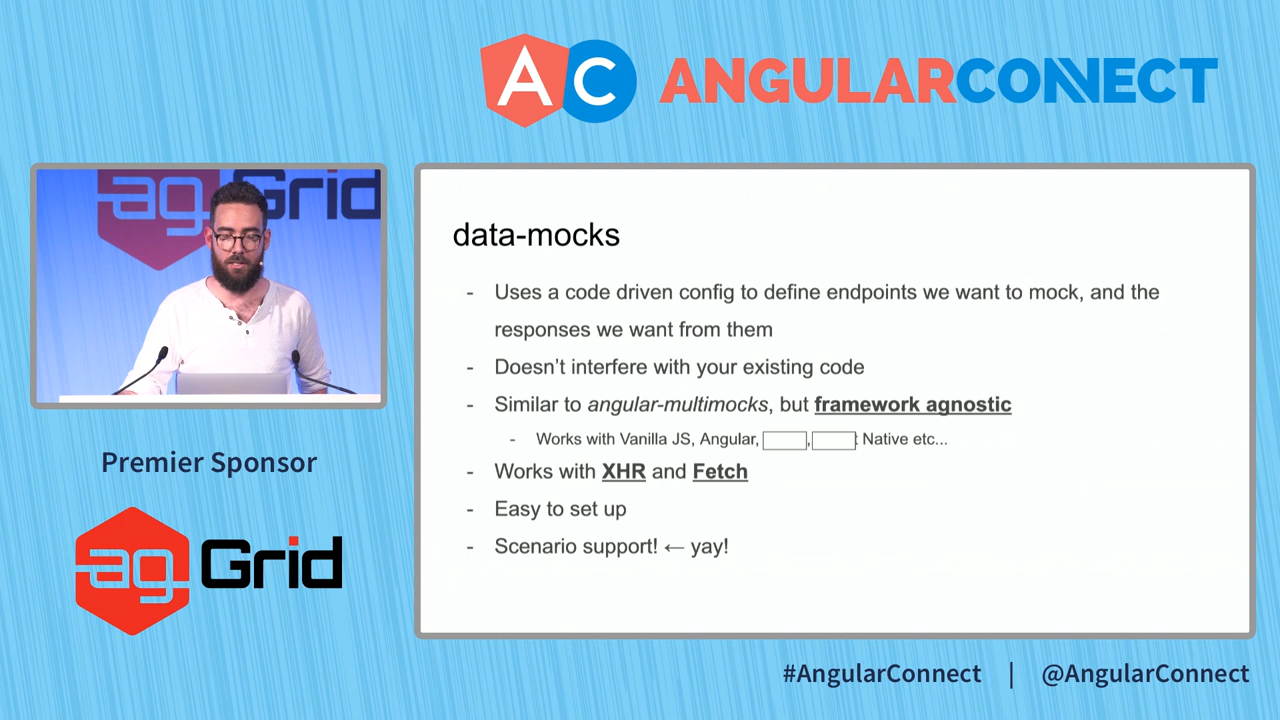 AC ANGULARCONNECT
ag Grid
data-mocks
- Uses a code driven config to define endpoints we want to mock, and the
responses we want from them
- Doesn't interfere with your existing code
- Similar to angular-multimocks, but framework agnostic
- Works with Vanilla JS, Angular, , Native etc...
- Works with XHR and Fetch
- Easy to set up
- Scenario support! ← yay!
Premier Sponsor
ag Grid
#AngularConnect | @AngularConnect